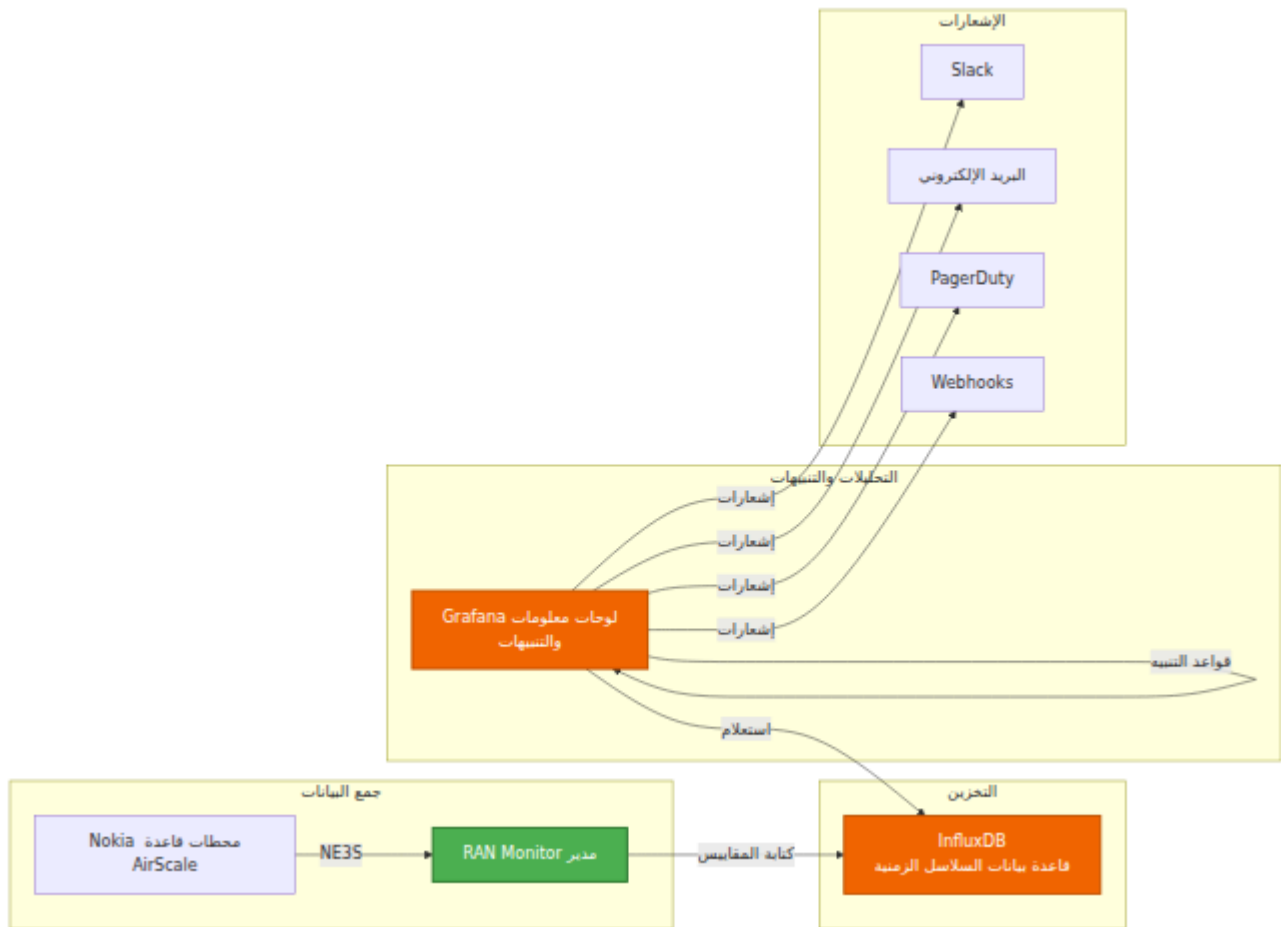 الإشعارات
Slack
البريد الإلكتروني
PagerDuty
Webhooks
التحليلات والتنبيهات
إشعارات
إشعارات
إشعارات
إشعارات
لوحات معلومات Grafana
والتنبيهات
قواعد التنبيه
استعلام
جمع البيانات
محطات قاعدة Nokia
AirScale
NE3S
مدير RAN Monitor
كتابة المقاييس
التخزين
InfluxDB
قاعدة بيانات السلاسل الزمنية